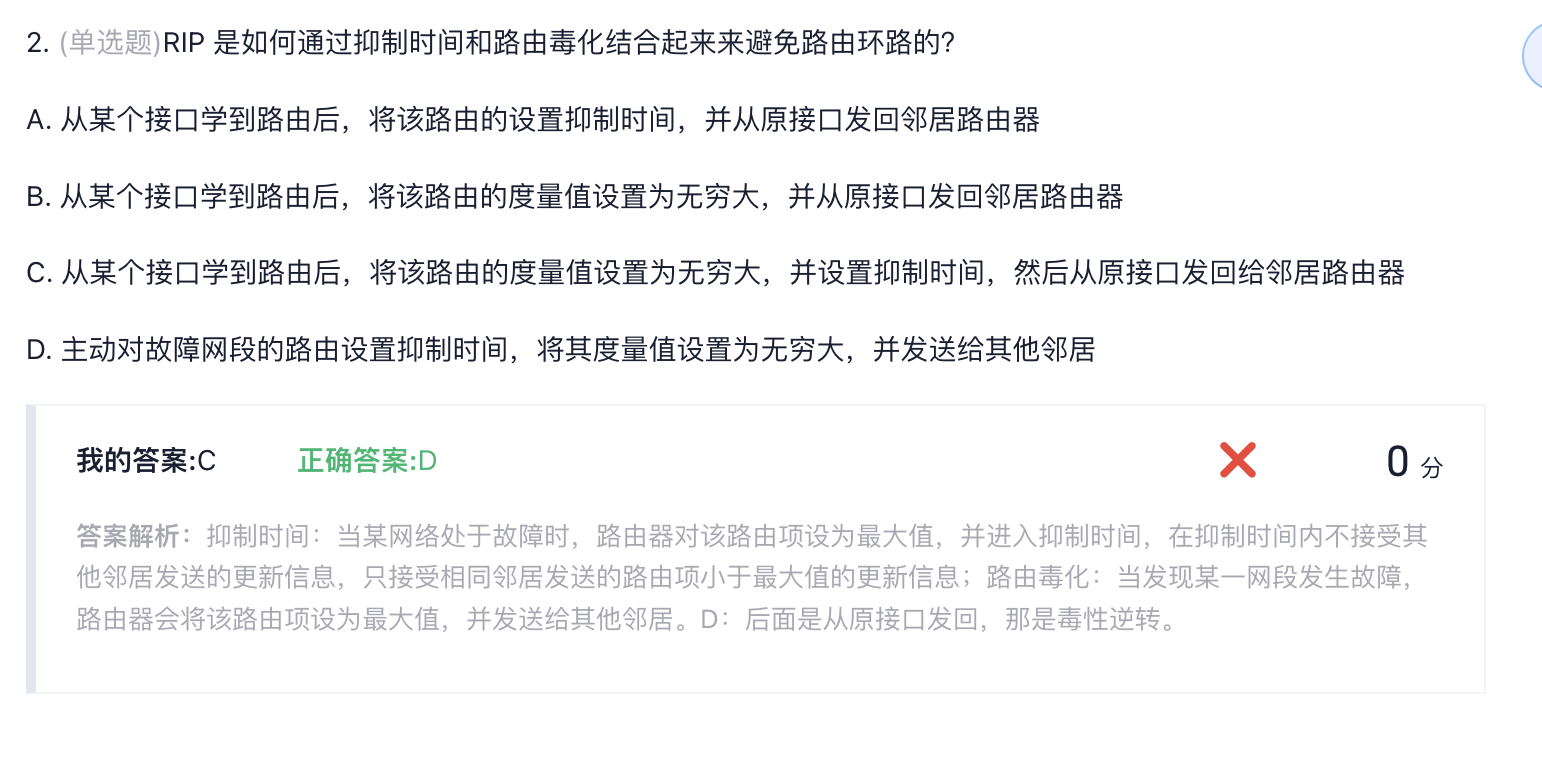 2. (单选题)RIP 是如何通过抑制时间和路由毒化结合起来来避免路由环路的?
A. 从某个接口学到路由后，将该路由的设置抑制时间，并从原接口发回邻居路由器
B. 从某个接口学到路由后，将该路由的度量值设置为无穷大，并从原接口发回邻居路由器
C. 从某个接口学到路由后，将该路由的度量值设置为无穷大，并设置抑制时间，然后从原接口发回给邻居路由器
D. 主动对故障网段的路由设置抑制时间，将其度量值设置为无穷大，并发送给其他邻居
我的答案:C 正确答案:D 0 分
答案解析：抑制时间：当某网络处于故障时，路由器对该路由项设为最大值，并进入抑制时间，在抑制时间内不接受其
他邻居发送的更新信息，只接受相同邻居发送的路由项小于最大值的更新信息；路由毒化：当发现某一网段发生故障，
路由器会将该路由项设为最大值，并发送给其他邻居。D：后面是从原接口发回，那是毒性逆转。